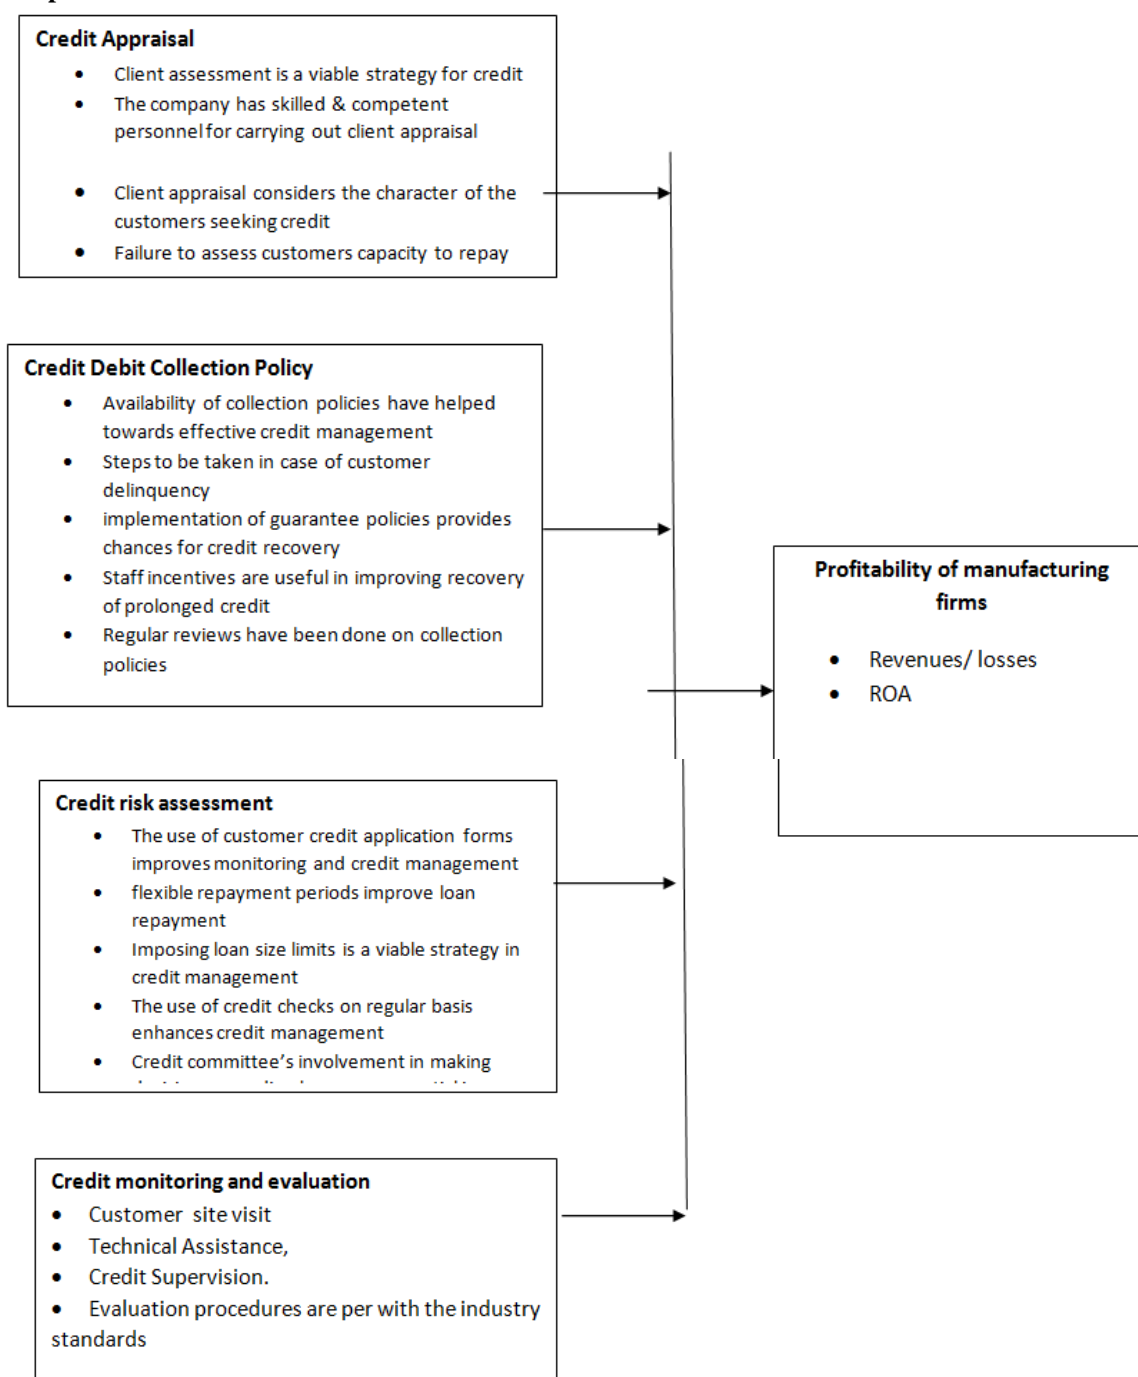 Credit Appraisal
• Client assessment is a viable strategy for credit
• The company has skilled & competent
personnel for carrying out client appraisal
• Client appraisal considers the character of the
customers seeking credit
• Failure to assess customers capacity to repay
Credit Debit Collection Policy
• Availability of collection policies have helped
towards effective credit management
• Steps to be taken in case of customer
delinquency
• implementation of guarantee policies provides
chances for credit recovery
• Staff incentives are useful in improving recovery
of prolonged credit
• Regular reviews have been done on collection
policies
Profitability of manufacturing
firms
• Revenues/ losses
• ROA
Credit risk assessment
• The use of customer credit application forms
improves monitoring and credit management
• flexible repayment periods improve loan
repayment
• Imposing loan size limits is a viable strategy in
credit management
• The use of credit checks on regular basis
enhances credit management
• Credit committee’s involvement in making
Credit monitoring and evaluation
• Customer site visit
• Technical Assistance,
• Credit Supervision.
• Evaluation procedures are per with the industry
standards